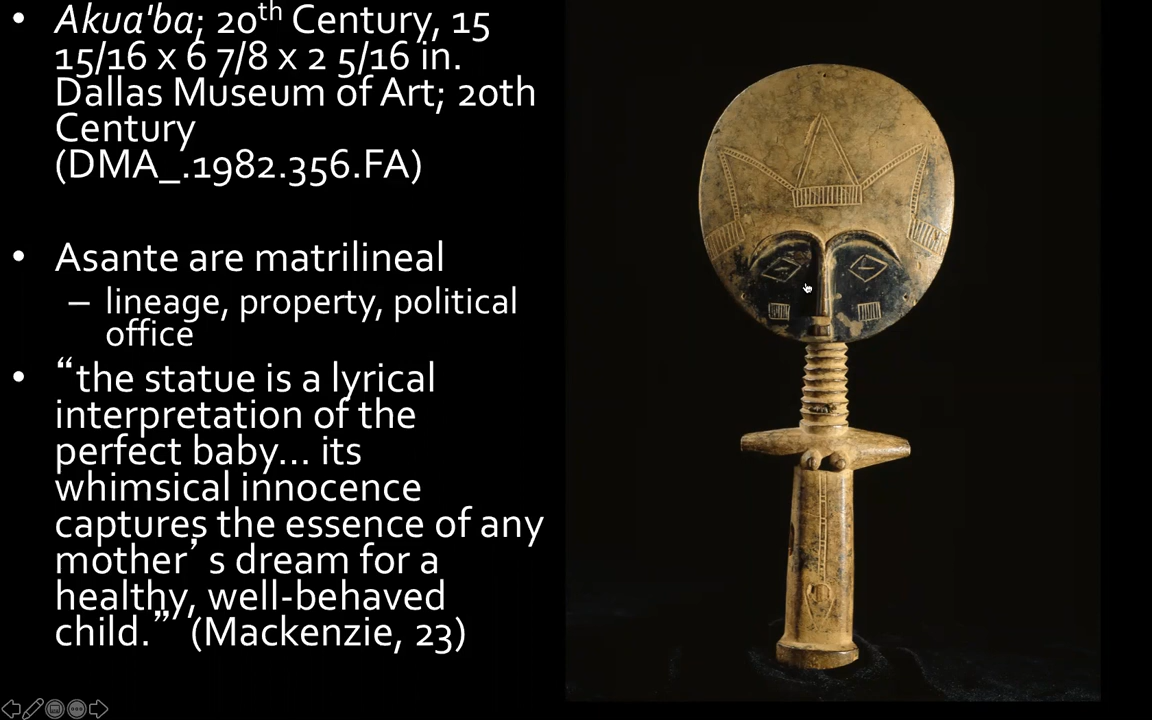 • Akua'ba; 20th Century, 15
15/16 x 6 7/8 x 2 5/16 in.
Dallas Museum of Art; 20th
Century
(DMA_.1982.356.FA)
• Asante are matrilineal
– lineage, property, political
office
• “the statue is a lyrical
interpretation of the
perfect baby... its
whimsical innocence
captures the essence of any
mother’s dream for a
healthy, well-behaved
child.” (Mackenzie, 23)